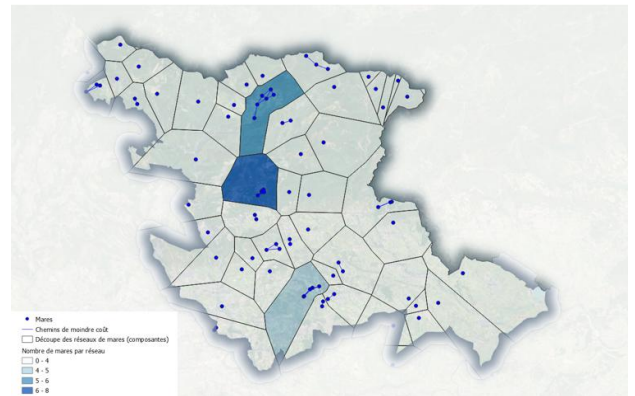 Mares
Chemins de moindre coût
Découpe des réseaux de mares (composantes)
Nombre de mares par réseau
0 - 4
4 - 5
5 - 6
6 - 8